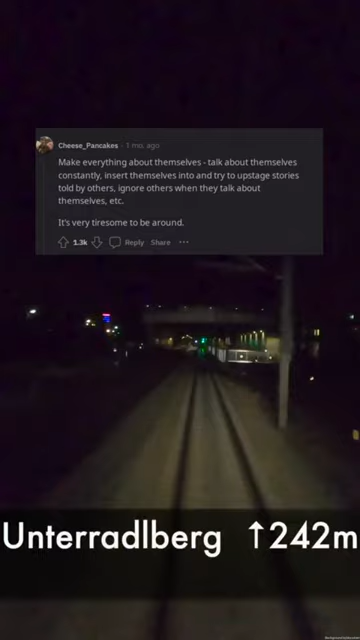 Cheese_Pancakes · 1 mo. ago
Make everything about themselves - talk about themselves
constantly, insert themselves into and try to upstage stories
told by others, ignore others when they talk about
themselves, etc.
It's very tiresome to be around.
1.3k Reply Share ...
Unterradlberg ↑242m